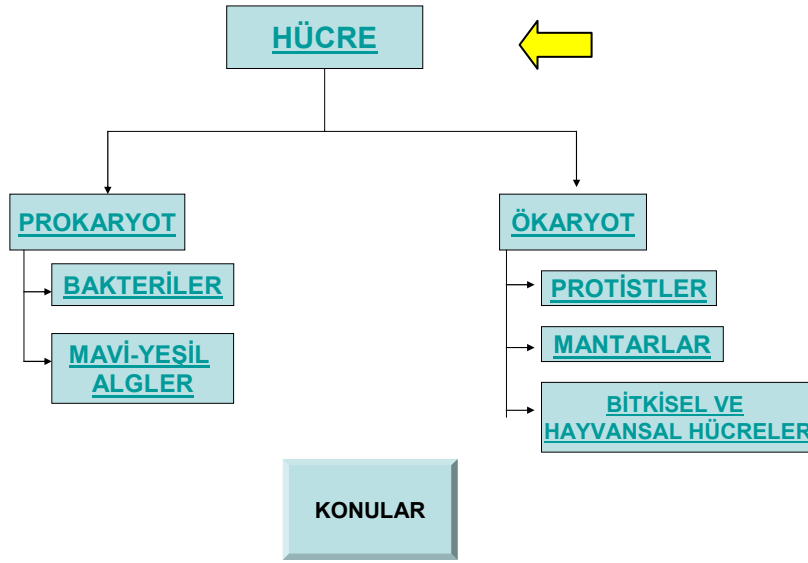 HÜCRE
PROKARYOT
BAKTERİLER
MAVİ-YEŞİL
ALGLER
ÖKARYOT
PROTİSTLER
MANTARLAR
BİTKİSEL VE
HAYVANSAL HÜCRELER
KONULAR